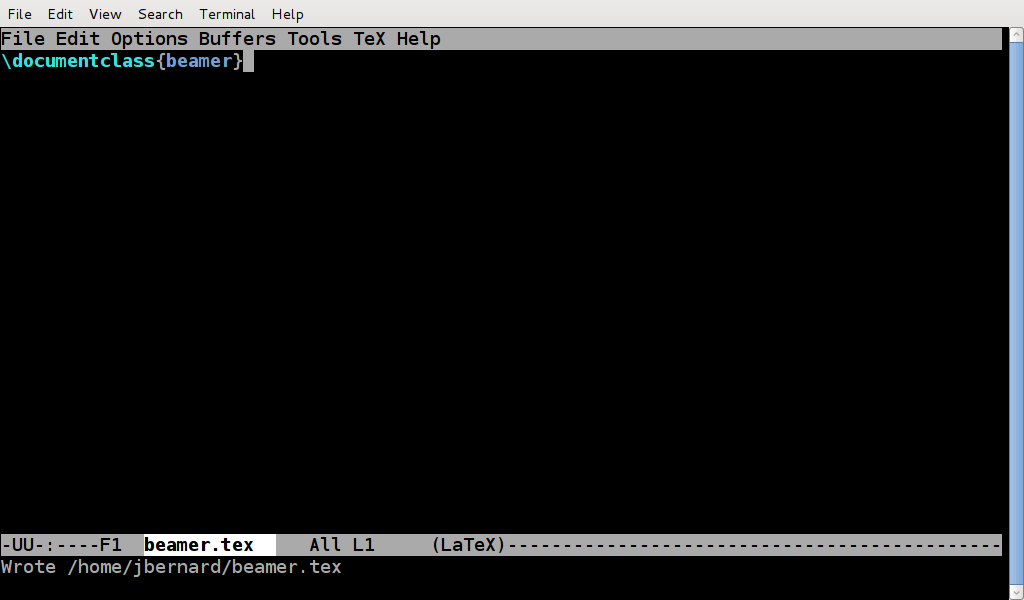 File Edit View Search Terminal Help
File Edit Options Buffers Tools TeX Help
\documentclass{beamer}
-UU-:----F1  beamer.tex     All L1     (LaTeX)---------------------------------------------
Wrote /home/jbernard/beamer.tex